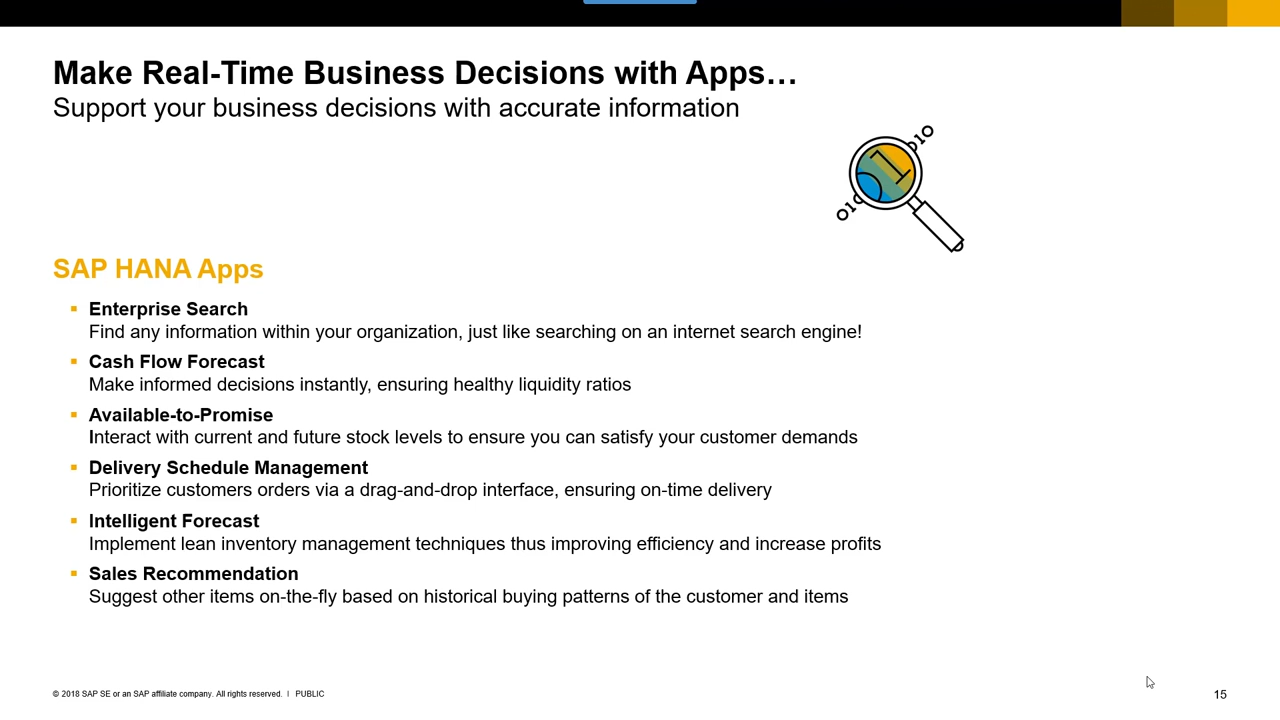 Make Real-Time Business Decisions with Apps…
Support your business decisions with accurate information
010
1
010
SAP HANA Apps
▪ Enterprise Search
Find any information within your organization, just like searching on an internet search engine!
▪ Cash Flow Forecast
Make informed decisions instantly, ensuring healthy liquidity ratios
▪ Available-to-Promise
Interact with current and future stock levels to ensure you can satisfy your customer demands
▪ Delivery Schedule Management
Prioritize customers orders via a drag-and-drop interface, ensuring on-time delivery
▪ Intelligent Forecast
Implement lean inventory management techniques thus improving efficiency and increase profits
▪ Sales Recommendation
Suggest other items on-the-fly based on historical buying patterns of the customer and items
© 2018 SAP SE or an SAP affiliate company. All rights reserved. ǀ PUBLIC
15